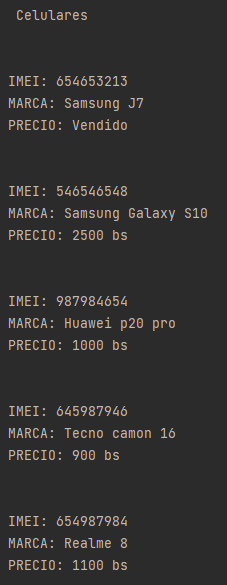 Celulares
IMEI: 654653213
MARCA: Samsung J7
PRECIO: Vendido
IMEI: 546546548
MARCA: Samsung Galaxy S10
PRECIO: 2500 bs
IMEI: 987984654
MARCA: Huawei p20 pro
PRECIO: 1000 bs
IMEI: 645987946
MARCA: Tecno camon 16
PRECIO: 900 bs
IMEI: 654987984
MARCA: Realme 8
PRECIO: 1100 bs